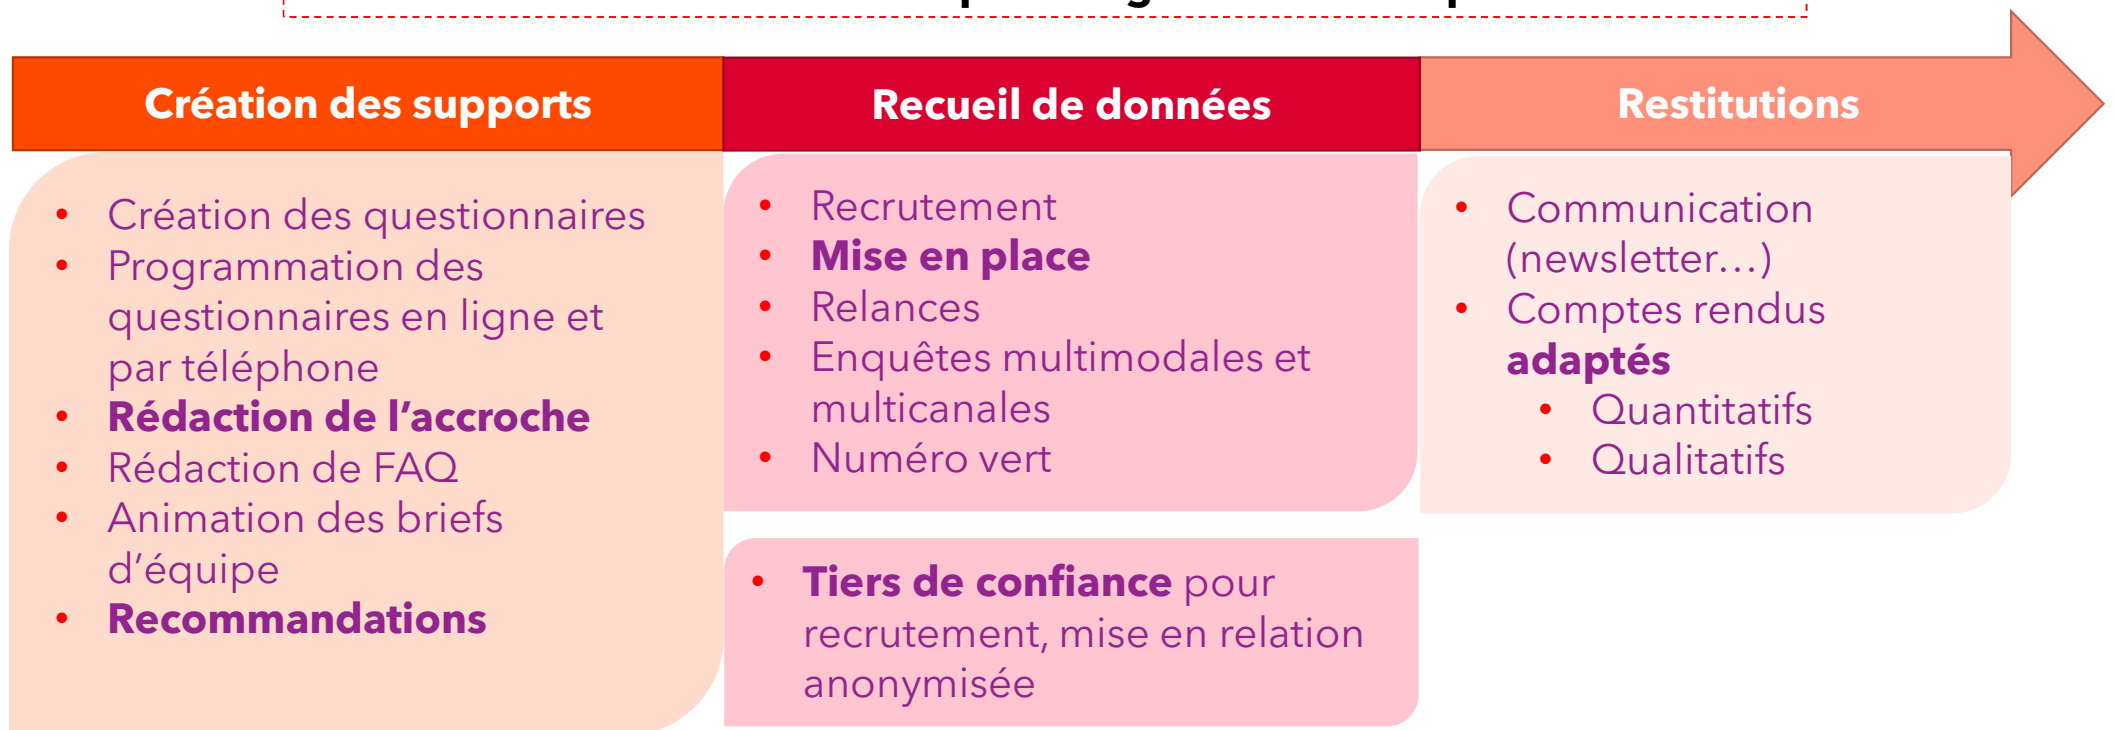 Création des supports
Recueil de données
Restitutions
• Création des questionnaires
• Programmation des
questionnaires en ligne et
par téléphone
• Rédaction de l’accroche
• Rédaction de FAQ
• Animation des briefs
d’équipe
• Recommandations
• Recrutement
• Mise en place
• Relances
• Enquêtes multimodales et
multicanales
• Numéro vert
• Tiers de confiance pour
recrutement, mise en relation
anonymisée
• Communication
(newsletter…)
• Comptes rendus
adaptés
• Quantitatifs
• Qualitatifs